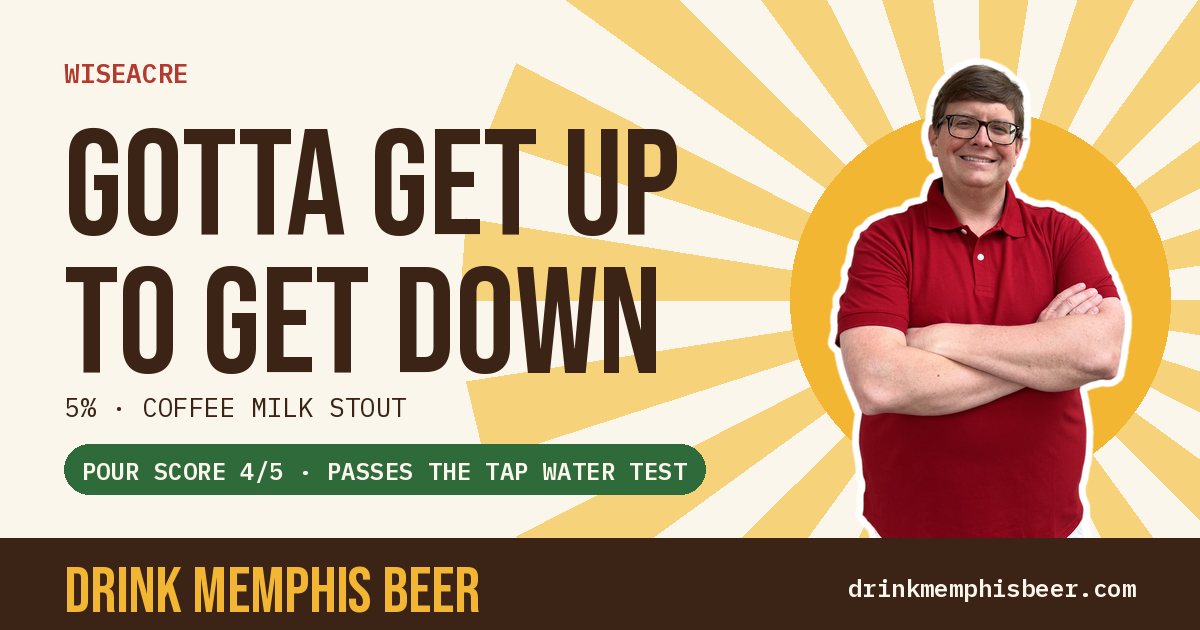 WISEACRE
GOTTA GET UP
TO GET DOWN
5% · COFFEE MILK STOUT
POUR SCORE 4/5 · PASSES THE TAP WATER TEST
DRINK MEMPHIS BEER
drinkmemphisbeer.com